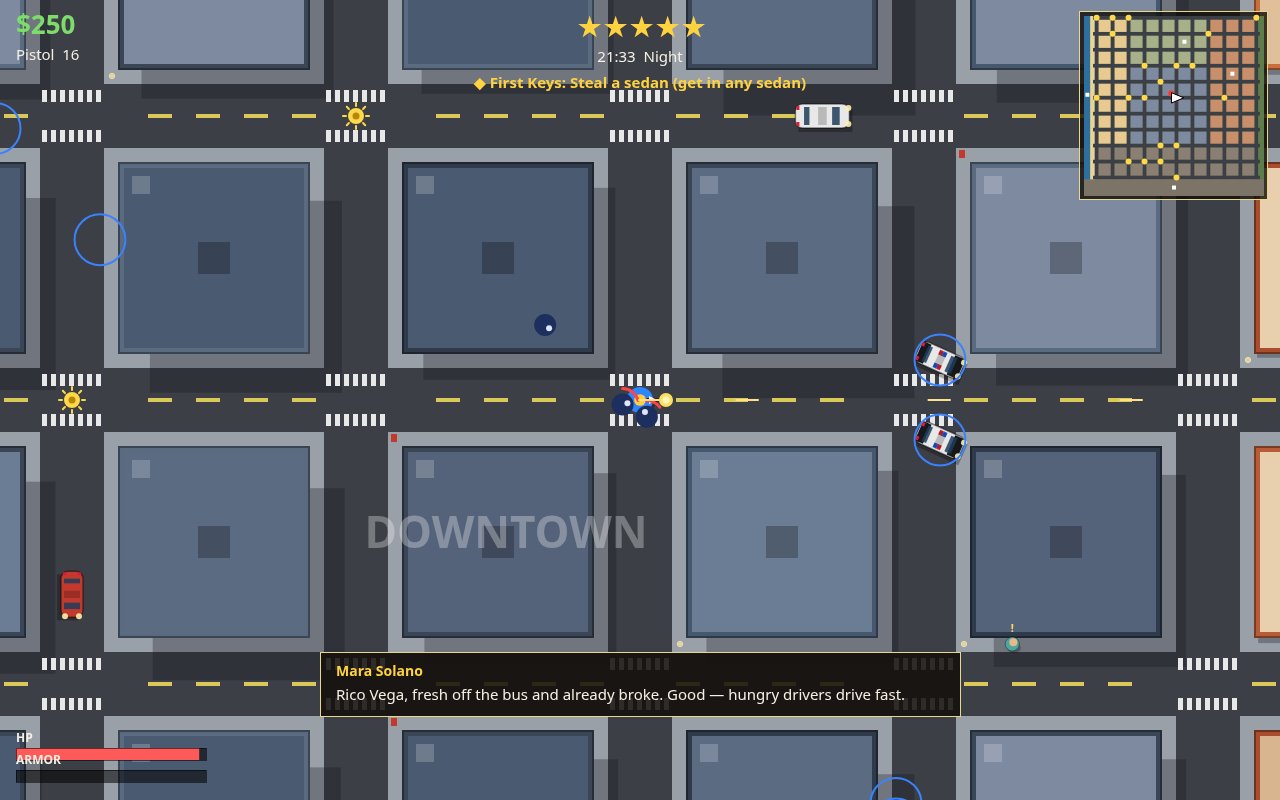 $250
Pistol 16
★★★★★
21:33 Night
◆ First Keys: Steal a sedan (get in any sedan)
!
DOWNTOWN
Mara Solano
Rico Vega, fresh off the bus and already broke. Good — hungry drivers drive fast.
HP
ARMOR